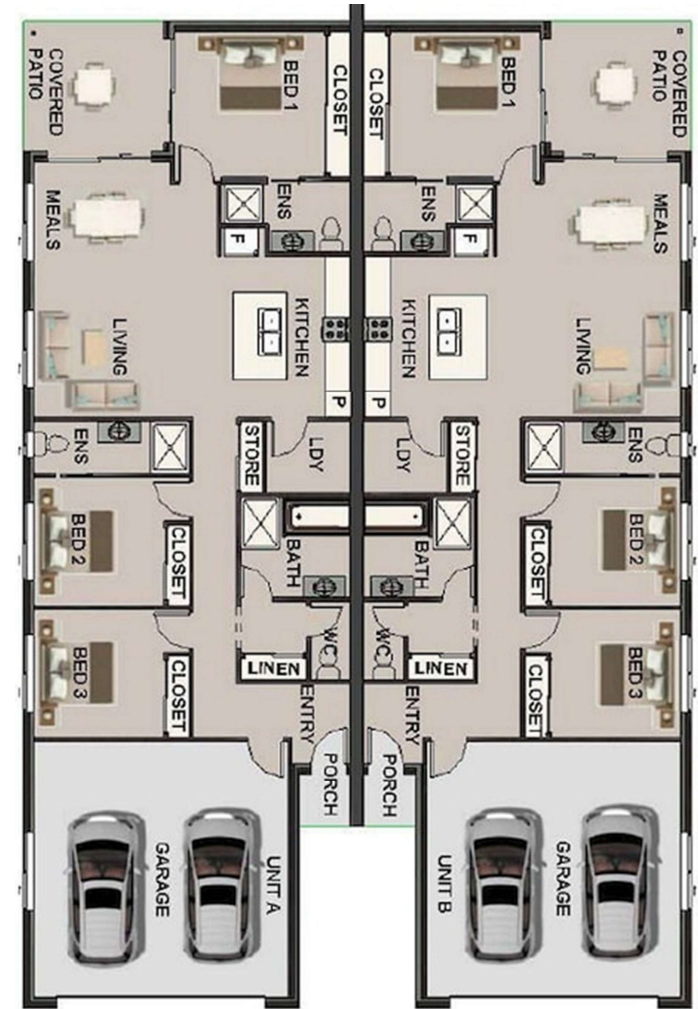 COVERED
PATIO
BED 1
CLOSET
CLOSET
BED 1
COVERED
PATIO
MEALS
ENS
F
ENS
F
MEALS
LIVING
KITCHEN
P
KITCHEN
P
LIVING
ENS
STORE
LDY
LDY
STORE
ENS
BED 2
CLOSET
BATH
BATH
CLOSET
BED 2
BED 3
CLOSET
LINEN
WC
WC
LINEN
CLOSET
BED 3
ENTRY
ENTRY
PORCH
PORCH
GARAGE
UNIT A
UNIT B
GARAGE